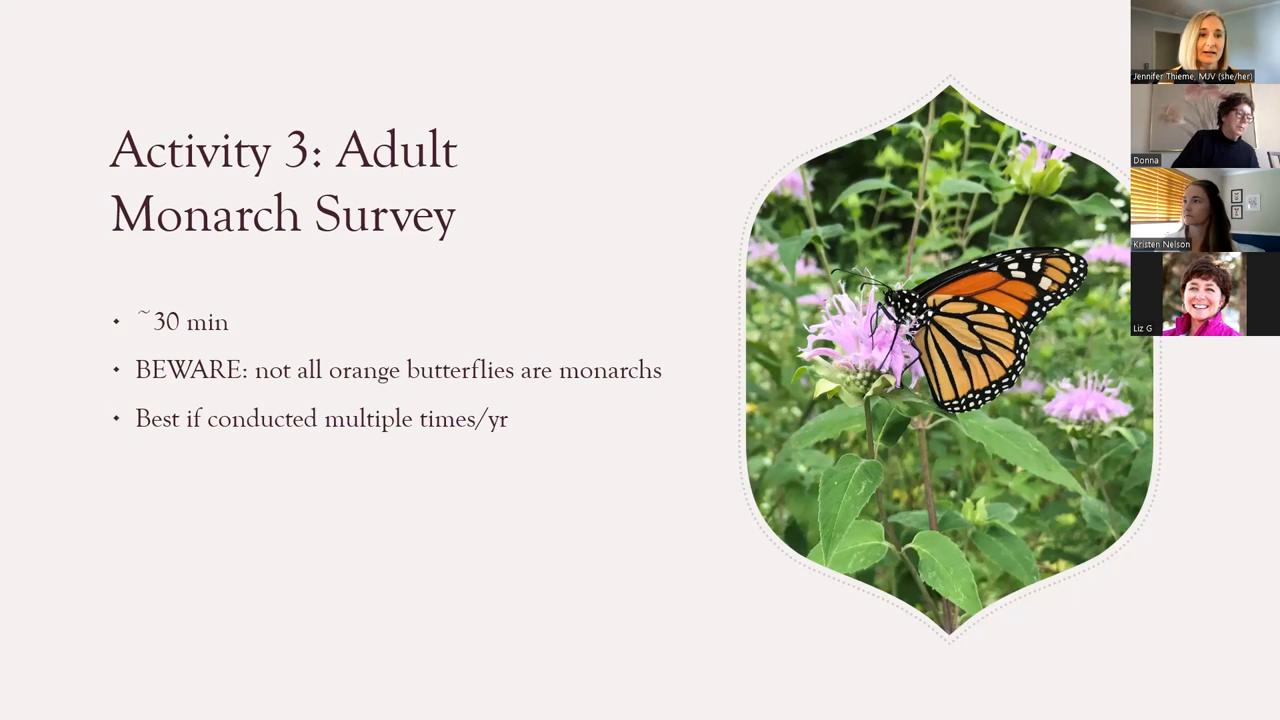 Activity 3: Adult
Monarch Survey
~30 min
BEWARE: not all orange butterflies are monarchs
Best if conducted multiple times/yr
Jennifer Thieme, MJV (she/her)
Donna
Kristen Nelson
Liz G